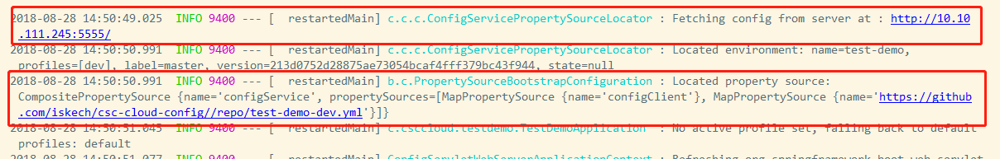 2018-08-28 14:50:49.025  INFO 9400 --- [  restartedMain] c.c.c.ConfigServicePropertySourceLocator : Fetching config from server at : http://10.10
.111.245:5555/
2018-08-28 14:50:50.991  INFO 9400 --- [  restartedMain] c.c.c.ConfigServicePropertySourceLocator : Located environment: name=test-demo,
profiles=[dev], label=master, version=213d0752d28875ae73054bcaf4fff379bc43f944, state=null
2018-08-28 14:50:50.991  INFO 9400 --- [  restartedMain] b.c.PropertySourceBootstrapConfiguration : Located property source:
CompositePropertySource {name='configService', propertySources=[MapPropertySource {name='configClient'}, MapPropertySource {name='https://github
.com/iskech/csc-cloud-config//repo/test-demo-dev.yml'}]}
2018-08-28 14:50:51.045  INFO 9400 --- [  restartedMain] c.csccloud.testdemo.TestDemoApplication  : No active profile set, falling back to default
profiles: default
2018-08-28 14:50:51.077  INFO 9400 --- [  restartedMain] ConfigServletWebServerApplicationContext : Refreshing org.springframework.boot.web.servlet